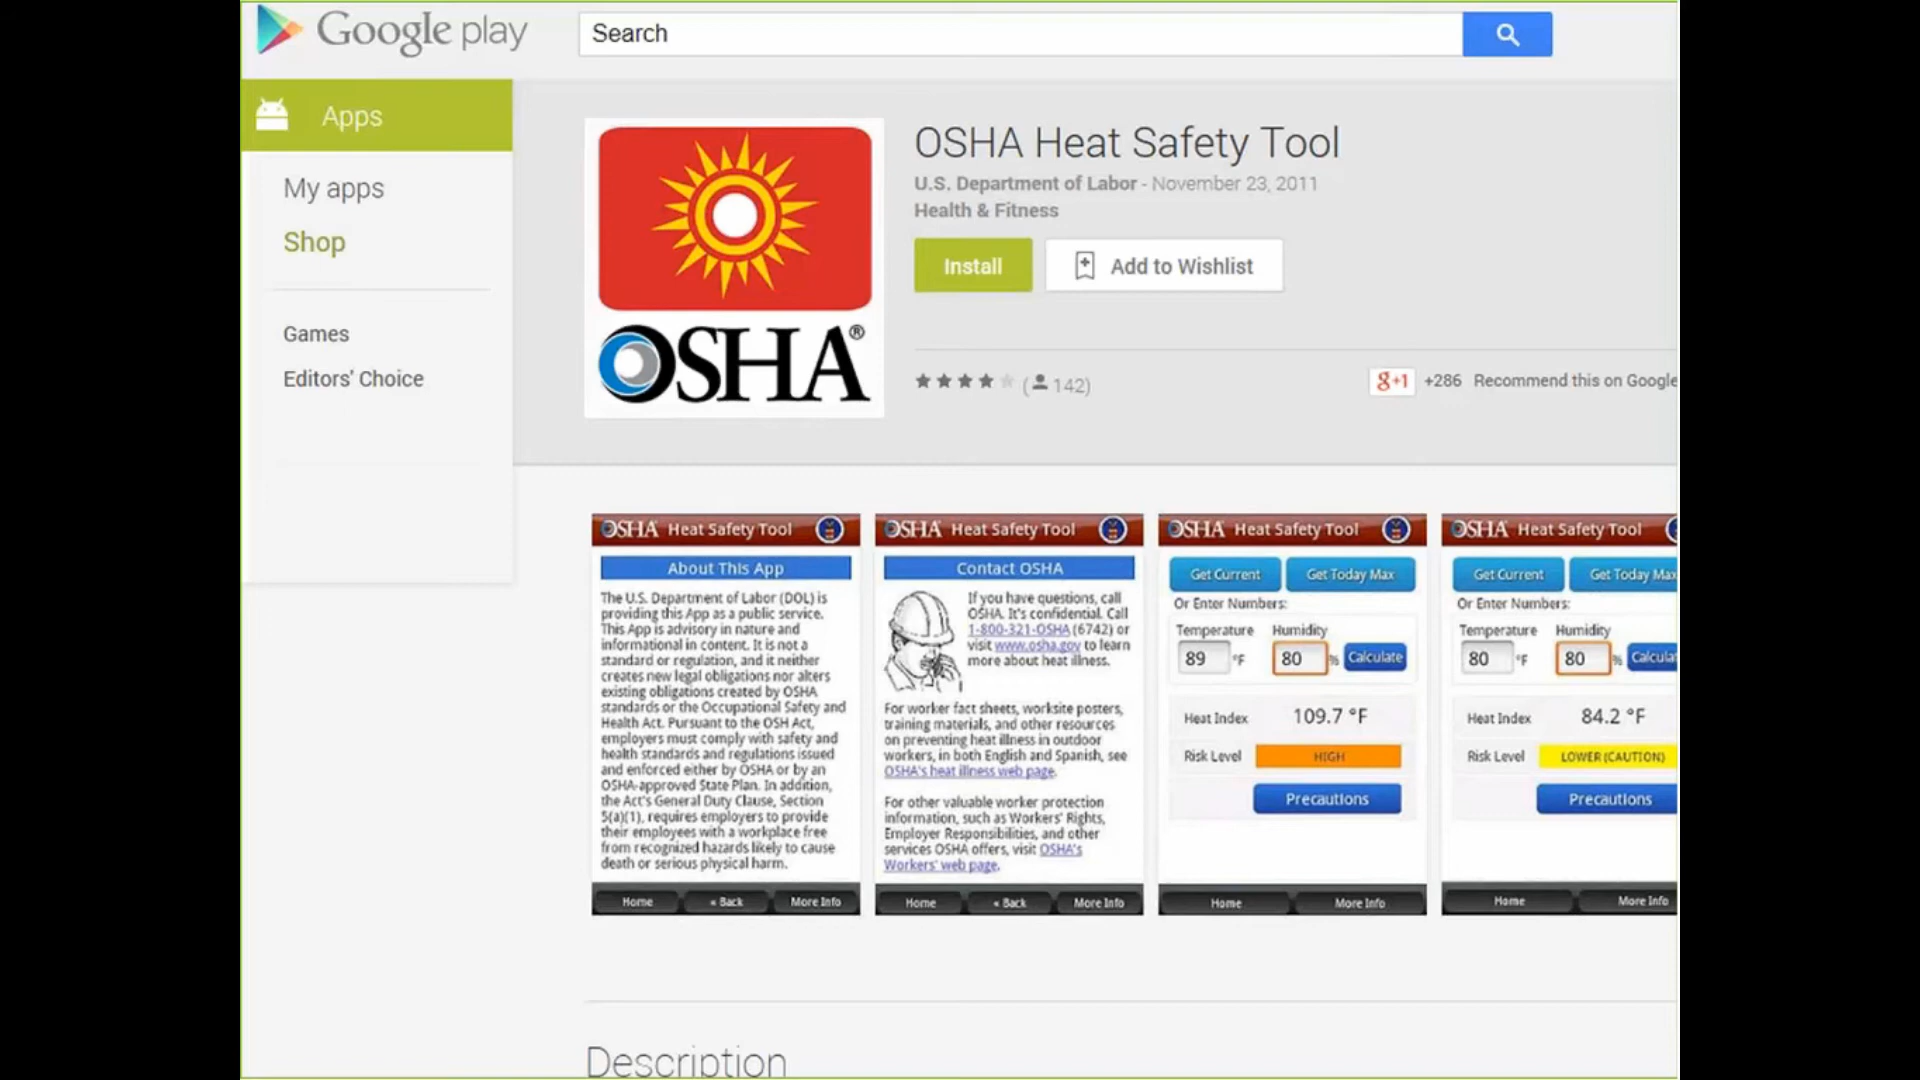 Google play
Search
Apps
My apps
Shop
Games
Editors' Choice
OSHA®
OSHA Heat Safety Tool
U.S. Department of Labor - November 23, 2011
Health & Fitness
Install
Add to Wishlist
(142)
g+1 +286 Recommend this on Google
OSHA Heat Safety Tool
About This App
The U.S. Department of Labor (DOL) is
providing this App as a public service.
This App is advisory in nature and
informational in content. It is not a
standard or regulation, and it neither
creates new legal obligations nor alters
existing obligations created by OSHA
standards or the Occupational Safety and
Health Act. Pursuant to the OSH Act,
employers must comply with safety and
health standards and regulations issued
and enforced either by OSHA or by an
OSHA-approved State Plan. In addition,
the Act's General Duty Clause, Section
5(a)(1), requires employers to provide
their employees with a workplace free
from recognized hazards likely to cause
death or serious physical harm.
Home « Back More Info
OSHA Heat Safety Tool
Contact OSHA
If you have questions, call
OSHA. It's confidential. Call
1-800-321-OSHA (6742) or
visit www.osha.gov to learn
more about heat illness.
For worker fact sheets, worksite posters,
training materials, and other resources
on preventing heat illness in outdoor
workers, in both English and Spanish, see
OSHA's heat illness web page.
For other valuable worker protection
information, such as Workers' Rights,
Employer Responsibilities, and other
services OSHA offers, visit OSHA's
Workers' web page.
Home « Back More Info
OSHA Heat Safety Tool
Get Current Get Today Max
Or Enter Numbers:
Temperature Humidity
89 °F 80 % Calculate
Heat Index 109.7 °F
Risk Level HIGH
Precautions
Home More Info
OSHA Heat Safety Tool
Get Current Get Today Max
Or Enter Numbers:
Temperature Humidity
80 °F 80 % Calculat
Heat Index 84.2 °F
Risk Level LOWER (CAUTION)
Precautions
Home More Info
Description